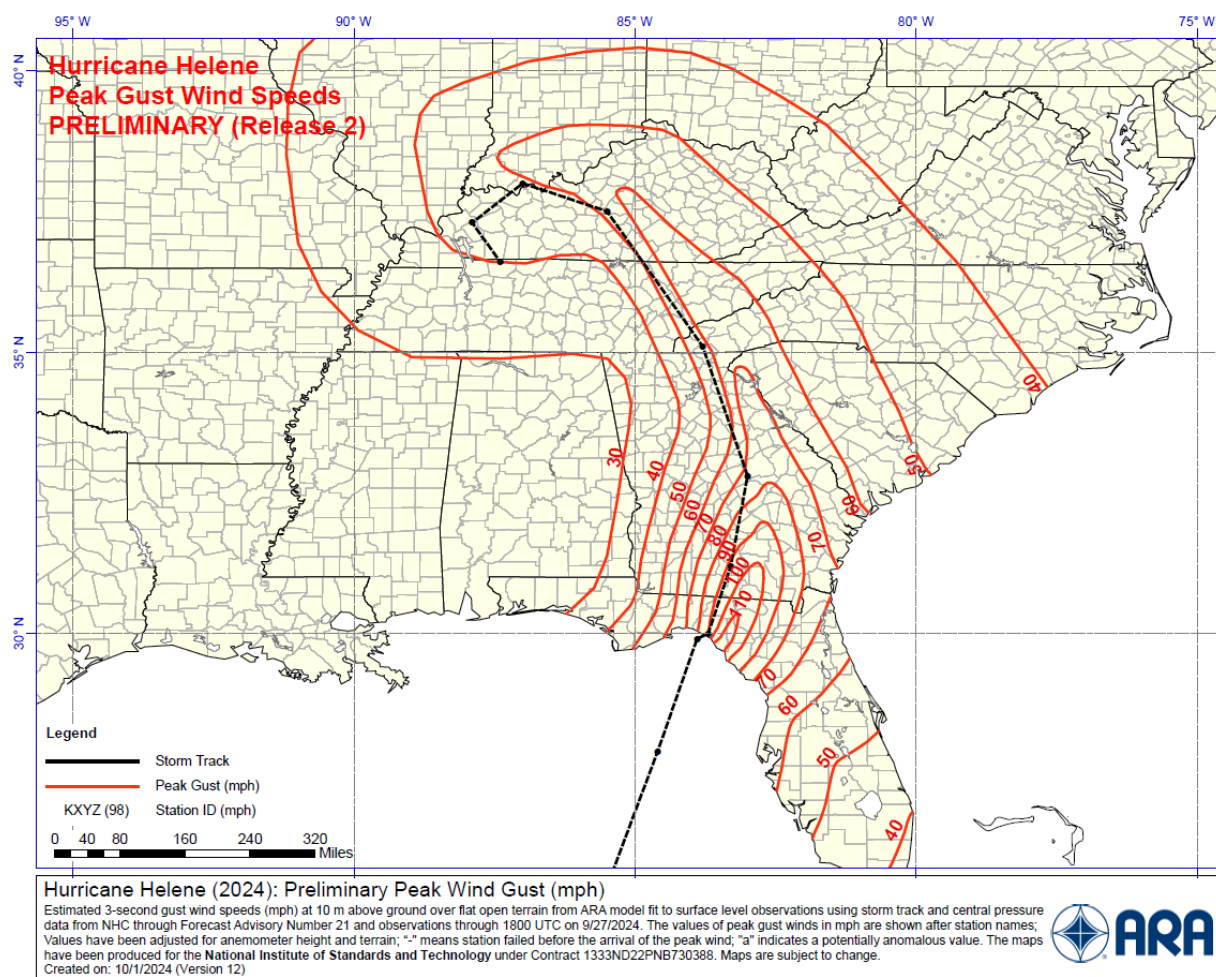 95° W 90° W 85° W 80° W 75° W
40° N
35° N
30° N
Hurricane Helene
Peak Gust Wind Speeds
PRELIMINARY (Release 2)
40
30
40
50
60
70
80
90
100
110
50
60
70
70
60
50
40
Legend
Storm Track
Peak Gust (mph)
KXYZ (98) Station ID (mph)
0 40 80 160 240 320
Miles
Hurricane Helene (2024): Preliminary Peak Wind Gust (mph)
Estimated 3-second gust wind speeds (mph) at 10 m above ground over flat open terrain from ARA model fit to surface level observations using storm track and central pressure
data from NHC through Forecast Advisory Number 21 and observations through 1800 UTC on 9/27/2024. The values of peak gust winds in mph are shown after station names;
Values have been adjusted for anemometer height and terrain; "-" means station failed before the arrival of the peak wind; "a" indicates a potentially anomalous value. The maps
have been produced for the National Institute of Standards and Technology under Contract 1333ND22PNB730388. Maps are subject to change.
Created on: 10/1/2024 (Version 12)
ARA